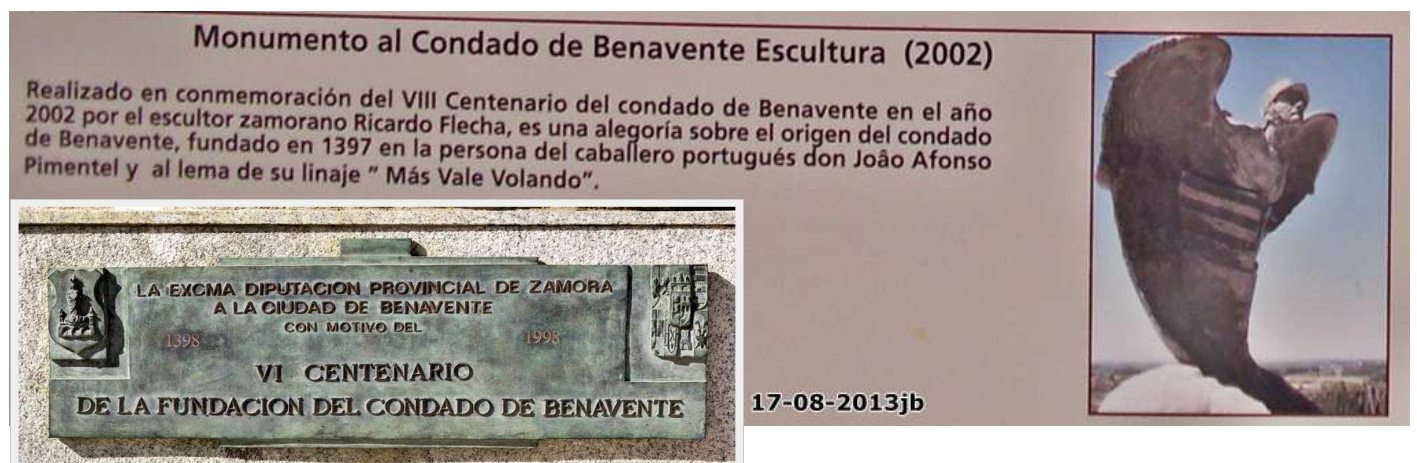 Monumento al Condado de Benavente Escultura (2002)
Realizado en conmemoración del VIII Centenario del condado de Benavente en el año
2002 por el escultor zamorano Ricardo Flecha, es una alegoría sobre el origen del condado
de Benavente, fundado en 1397 en la persona del caballero portugués don Joâo Afonso
Pimentel y al lema de su linaje " Más Vale Volando".
LA EXCMA DIPUTACION PROVINCIAL DE ZAMORA
A LA CIUDAD DE BENAVENTE
CON MOTIVO DEL
1398 1998
VI CENTENARIO
DE LA FUNDACION DEL CONDADO DE BENAVENTE
17-08-2013jb